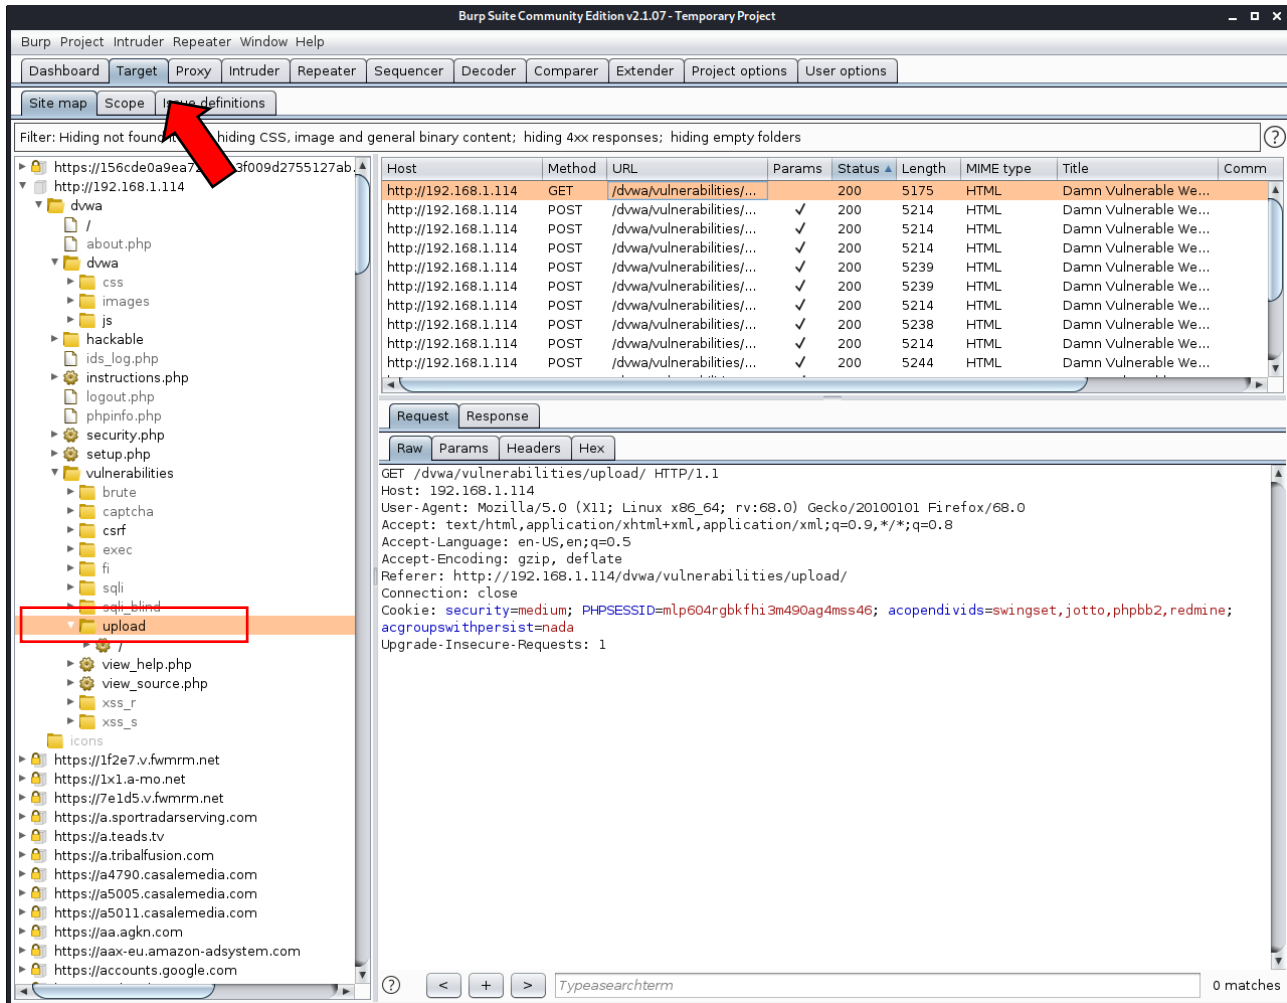 Burp Suite Community Edition v2.1.07 - Temporary Project
Burp Project Intruder Repeater Window Help
Dashboard Target Proxy Intruder Repeater Sequencer Decoder Comparer Extender Project options User options
Site map Scope Issue definitions
Filter: Hiding not found hiding CSS, image and general binary content; hiding 4xx responses; hiding empty folders
https://156cde0a9ea7 3f009d2755127ab.
http://192.168.1.114
dvwa
/
about.php
dvwa
css
images
js
hackable
ids_log.php
instructions.php
logout.php
phpinfo.php
security.php
setup.php
vulnerabilities
brute
captcha
csrf
exec
fi
sqli
sqli_blind
upload
/
view_help.php
view_source.php
xss_r
xss_s
icons
https://1f2e7.v.fwmrm.net
https://1x1.a-mo.net
https://7e1d5.v.fwmrm.net
https://a.sportradarserving.com
https://a.teads.tv
https://a.tribalfusion.com
https://a4790.casalemedia.com
https://a5005.casalemedia.com
https://a5011.casalemedia.com
https://aa.agkn.com
https://aax-eu.amazon-adsystem.com
https://accounts.google.com
Host Method URL Params Status Length MIME type Title Comm
http://192.168.1.114 GET /dvwa/vulnerabilities/... 200 5175 HTML Damn Vulnerable We...
http://192.168.1.114 POST /dvwa/vulnerabilities/... ✓ 200 5214 HTML Damn Vulnerable We...
http://192.168.1.114 POST /dvwa/vulnerabilities/... ✓ 200 5214 HTML Damn Vulnerable We...
http://192.168.1.114 POST /dvwa/vulnerabilities/... ✓ 200 5214 HTML Damn Vulnerable We...
http://192.168.1.114 POST /dvwa/vulnerabilities/... ✓ 200 5239 HTML Damn Vulnerable We...
http://192.168.1.114 POST /dvwa/vulnerabilities/... ✓ 200 5239 HTML Damn Vulnerable We...
http://192.168.1.114 POST /dvwa/vulnerabilities/... ✓ 200 5214 HTML Damn Vulnerable We...
http://192.168.1.114 POST /dvwa/vulnerabilities/... ✓ 200 5238 HTML Damn Vulnerable We...
http://192.168.1.114 POST /dvwa/vulnerabilities/... ✓ 200 5214 HTML Damn Vulnerable We...
http://192.168.1.114 POST /dvwa/vulnerabilities/... ✓ 200 5244 HTML Damn Vulnerable We...
Request Response
Raw Params Headers Hex
GET /dvwa/vulnerabilities/upload/ HTTP/1.1
Host: 192.168.1.114
User-Agent: Mozilla/5.0 (X11; Linux x86_64; rv:68.0) Gecko/20100101 Firefox/68.0
Accept: text/html,application/xhtml+xml,application/xml;q=0.9,*/*;q=0.8
Accept-Language: en-US,en;q=0.5
Accept-Encoding: gzip, deflate
Referer: http://192.168.1.114/dvwa/vulnerabilities/upload/
Connection: close
Cookie: security=medium; PHPSESSID=mlp604rgbkfhi3m490ag4mss46; acopendivids=swingset,jotto,phpbb2,redmine;
acgroupswithpersist=nada
Upgrade-Insecure-Requests: 1
? < + > Typeasearchterm 0 matches